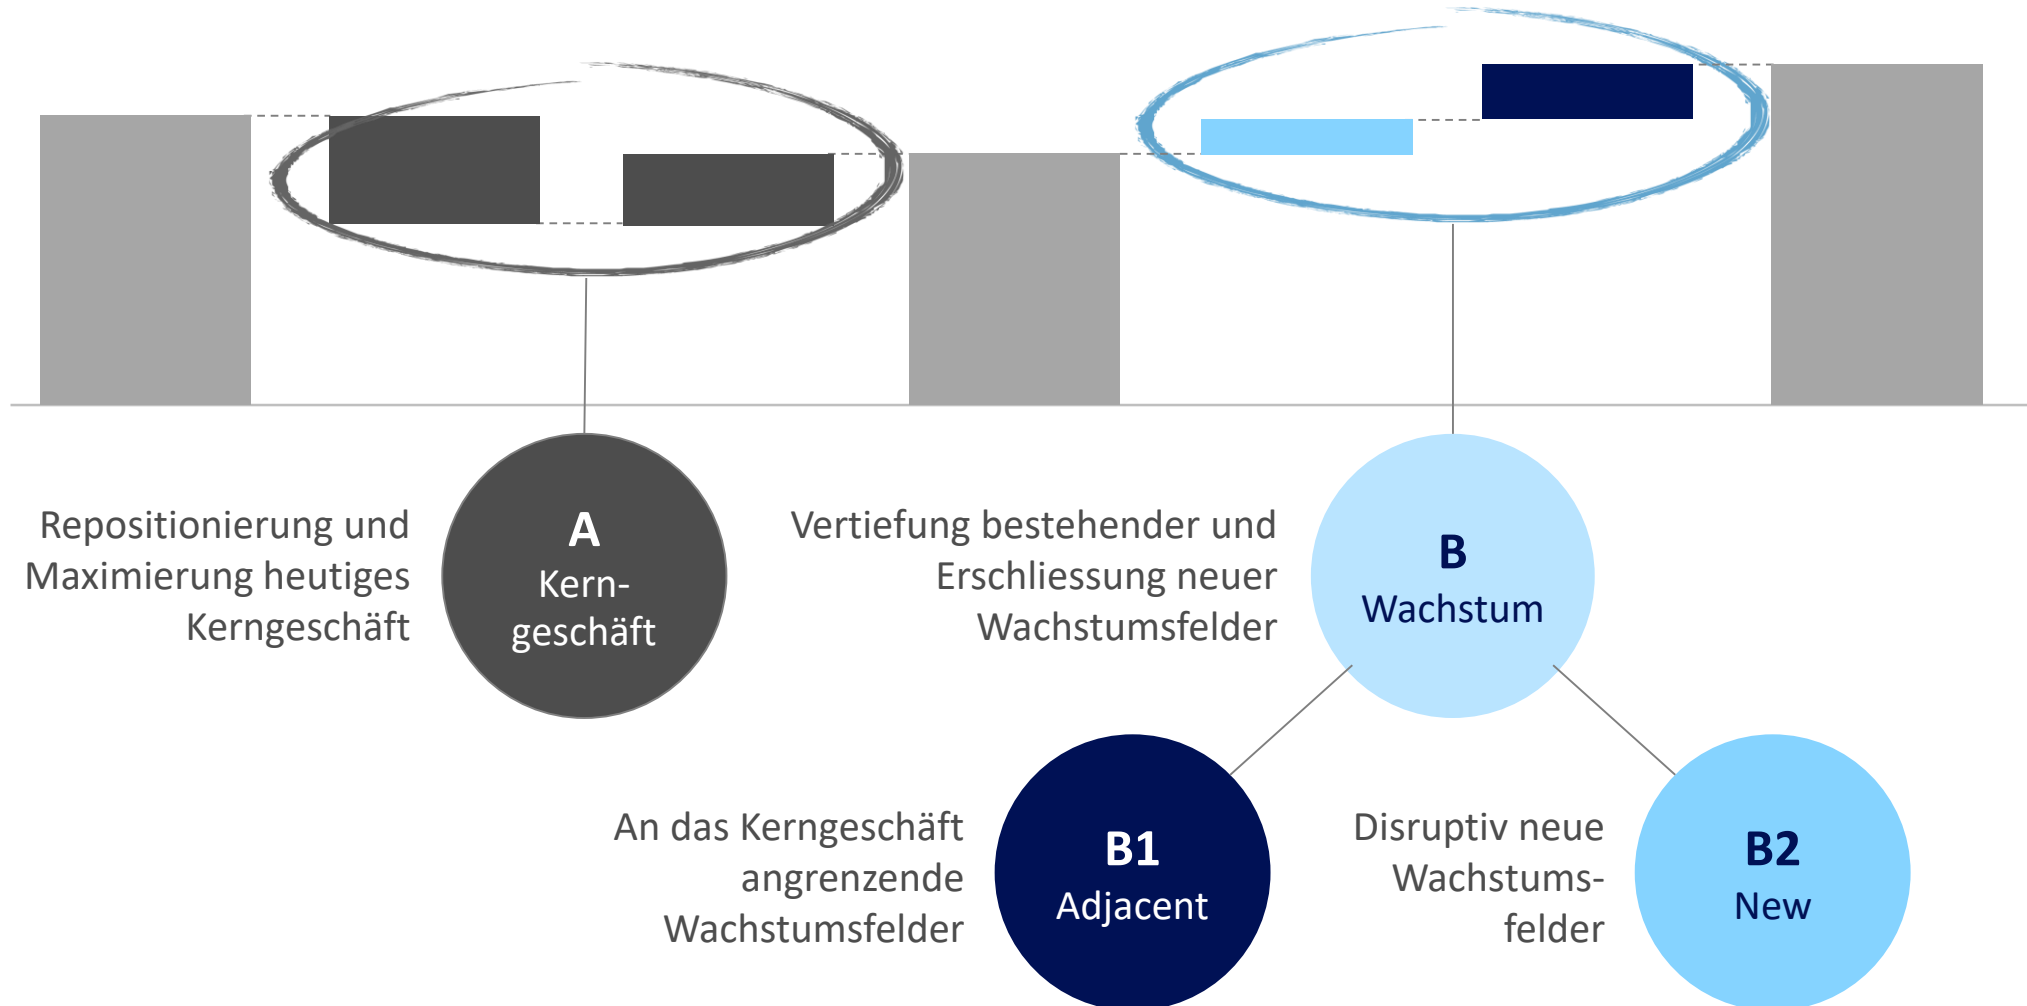 Repositionierung und
Maximierung heutiges
Kerngeschäft
A
Kern-
geschäft
Vertiefung bestehender und
Erschliessung neuer
Wachstumsfelder
B
Wachstum
An das Kerngeschäft
angrenzende
Wachstumsfelder
B1
Adjacent
Disruptiv neue
Wachstums-
felder
B2
New